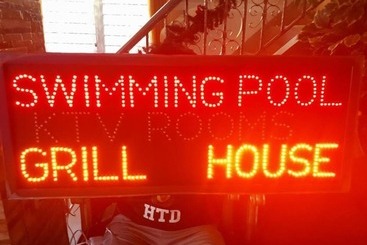 SWIMMING POOL
KTV ROOMS
GRILL HOUSE
HTD